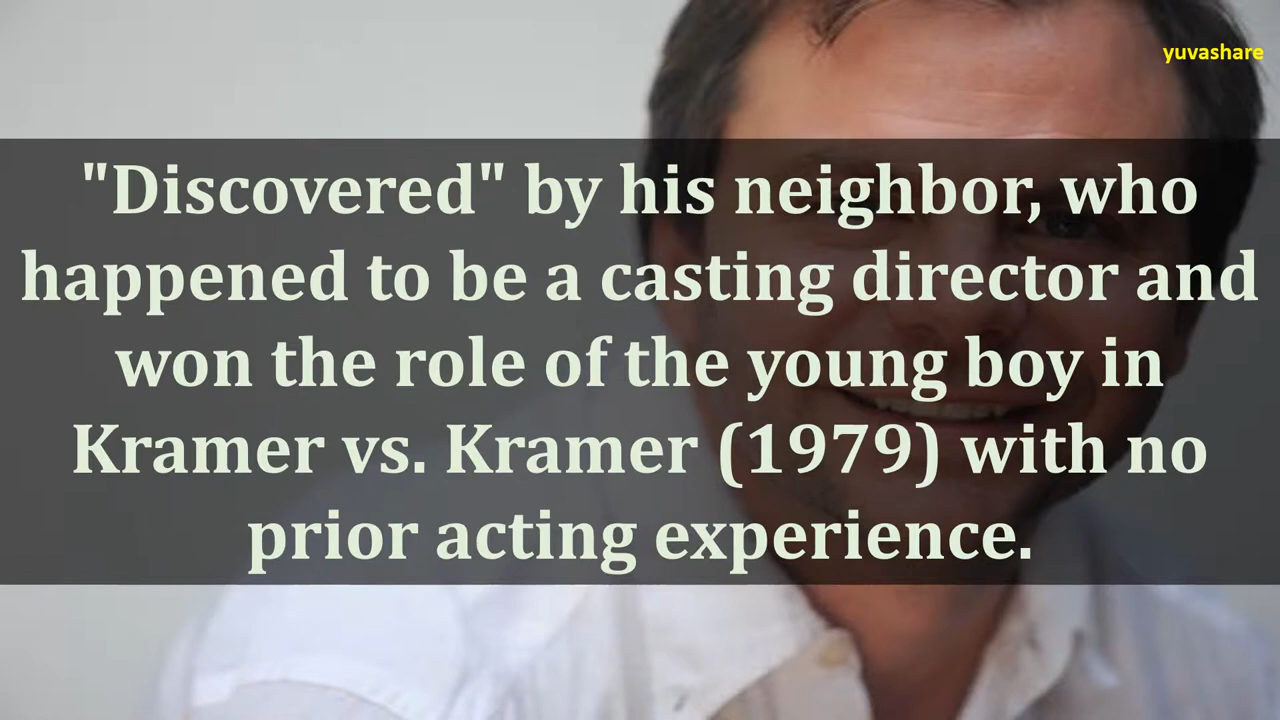 yuvashare
"Discovered" by his neighbor, who
happened to be a casting director and
won the role of the young boy in
Kramer vs. Kramer (1979) with no
prior acting experience.